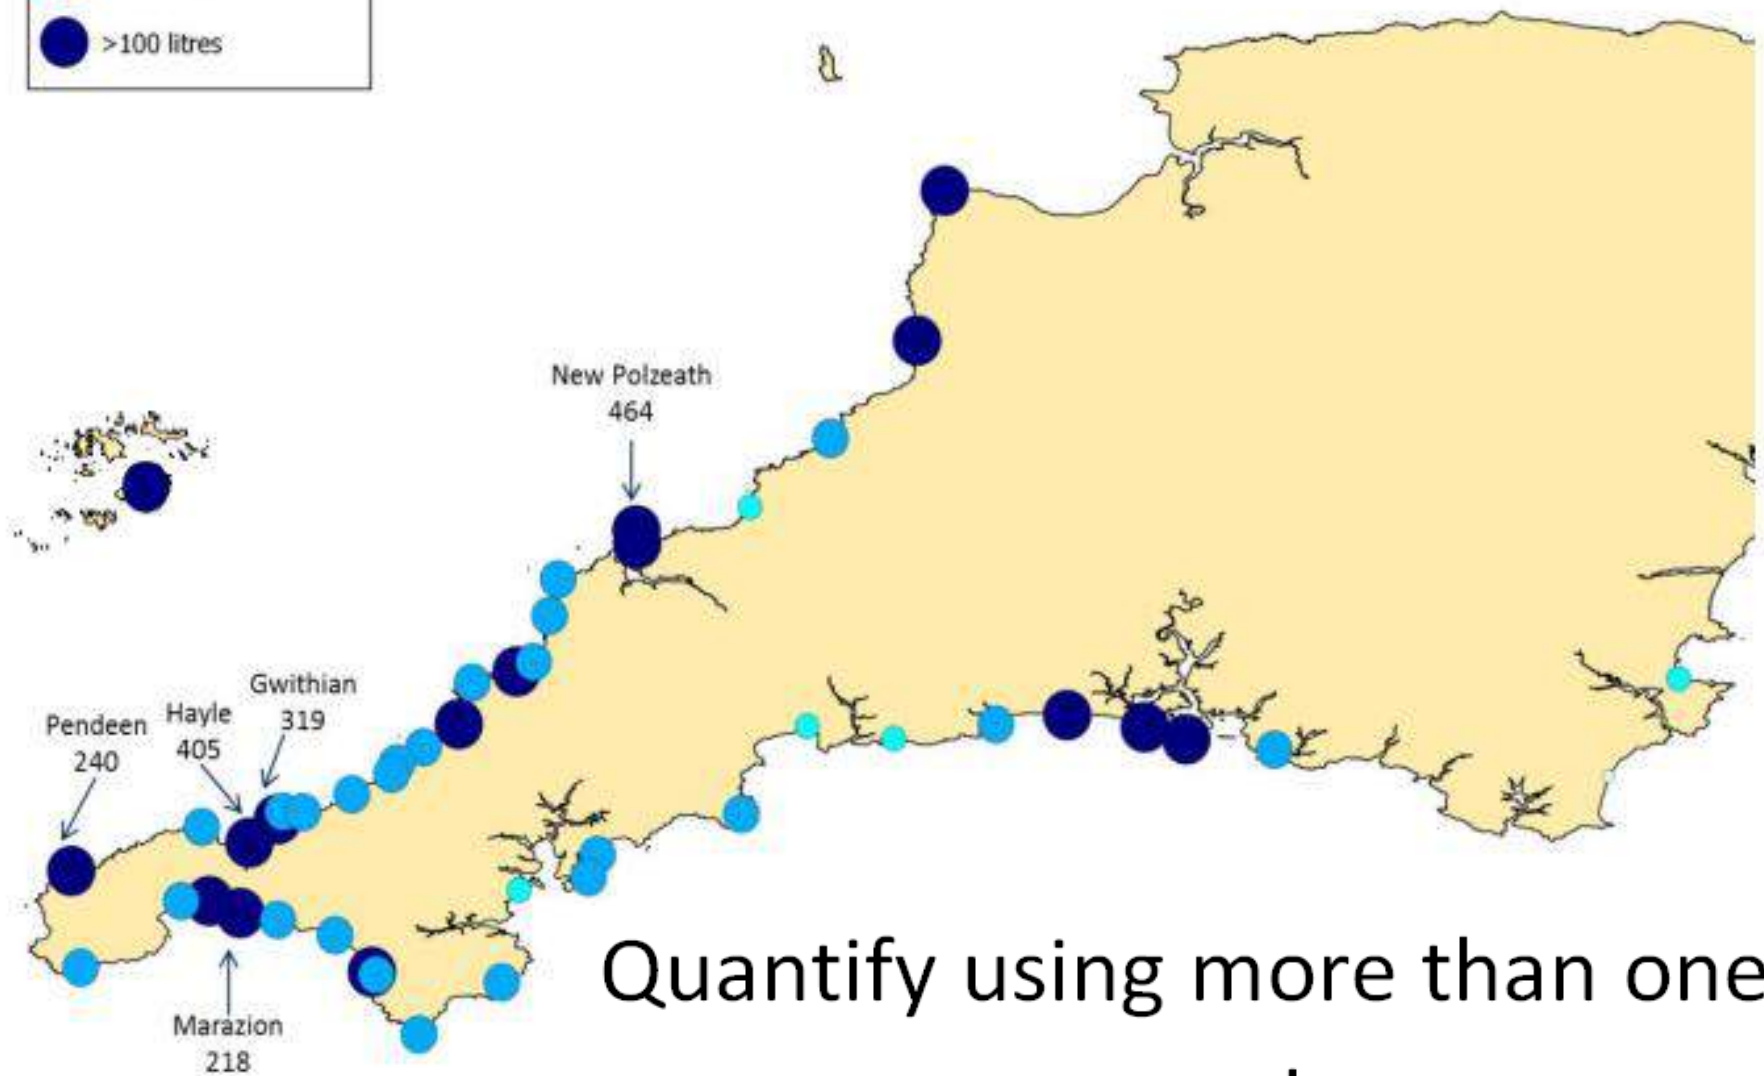 >100 litres
New Polzeath
464
Gwithian
319
Hayle
405
Pendeen
240
Marazion
218
Quantify using more than one